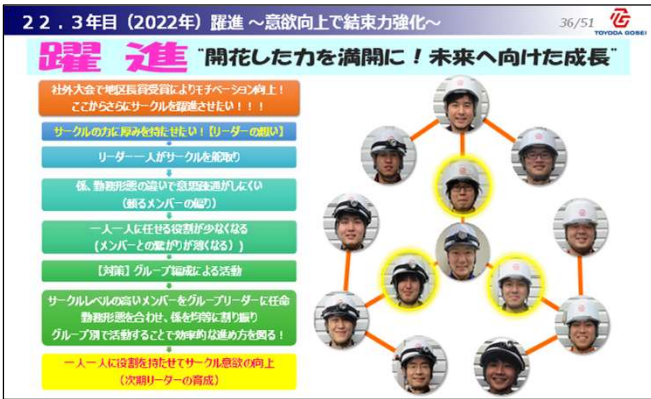 22.3年目（2022年）躍進 ～意欲向上で結束力強化～
36/51
TOYODA GOSEI
躍進 "開花した力を満開に！未来へ向けた成長"
社外大会で地区長賞受賞によりモチベーション向上！
ここからさらにサークルを躍進させたい！！！
サークルの力に厚みを持たせたい！【リーダーの想い】
リーダー一人がサークルを舵取り
係、勤務形態の違いで意思疎通がしにくい
（頼るメンバーの偏り）
一人一人に任せる役割が少なくなる
(メンバーとの繋がりが薄くなる）)
【対策】グループ編成による活動
サークルレベルの高いメンバーをグループリーダーに任命
勤務形態を合わせ、係を均等に割り振り
グループ別で活動することで効率的な進め方を図る！
一人一人に役割を持たせてサークル意欲の向上
（次期リーダーの育成）